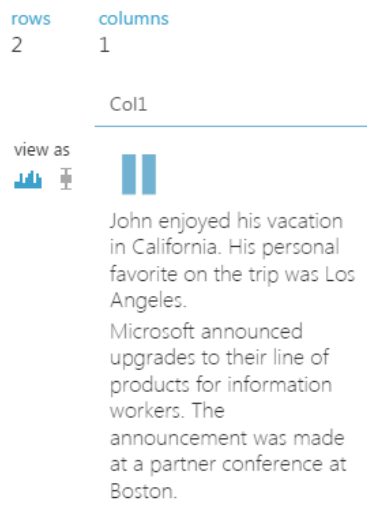 rows columns
2 1
Col1
view as
John enjoyed his vacation
in California. His personal
favorite on the trip was Los
Angeles.
Microsoft announced
upgrades to their line of
products for information
workers. The
announcement was made
at a partner conference at
Boston.